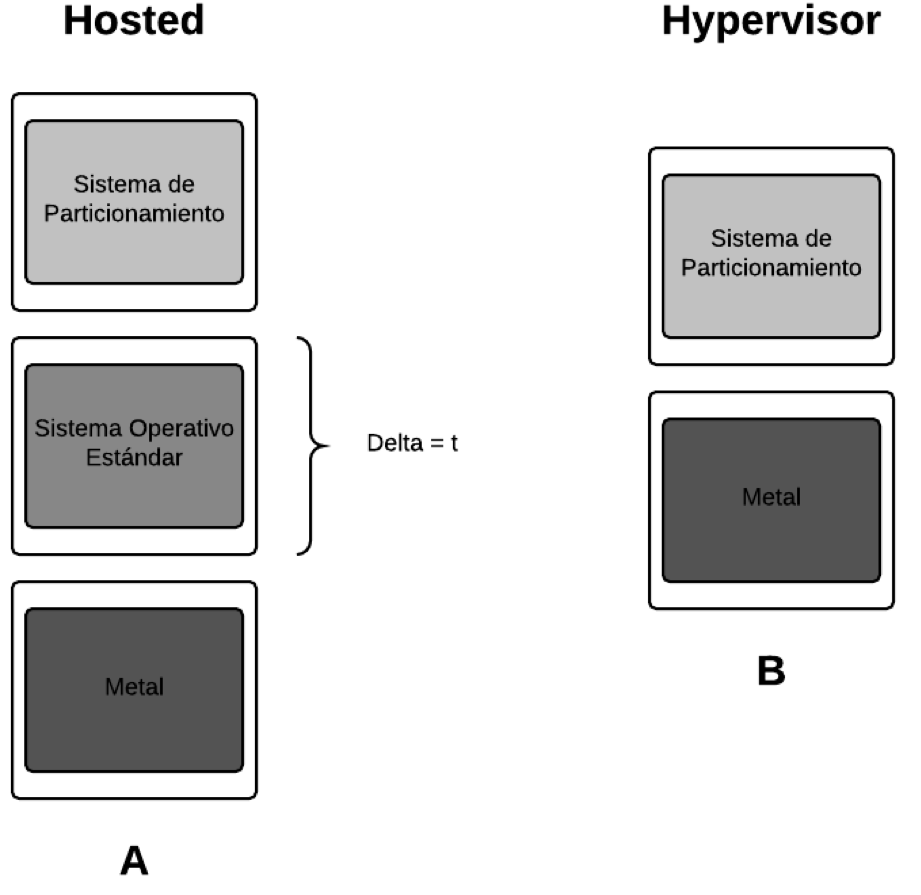 Hosted
Sistema de
Particionamiento
Sistema Operativo
Estándar
Delta = t
Metal
A
Hypervisor
Sistema de
Particionamiento
Metal
B